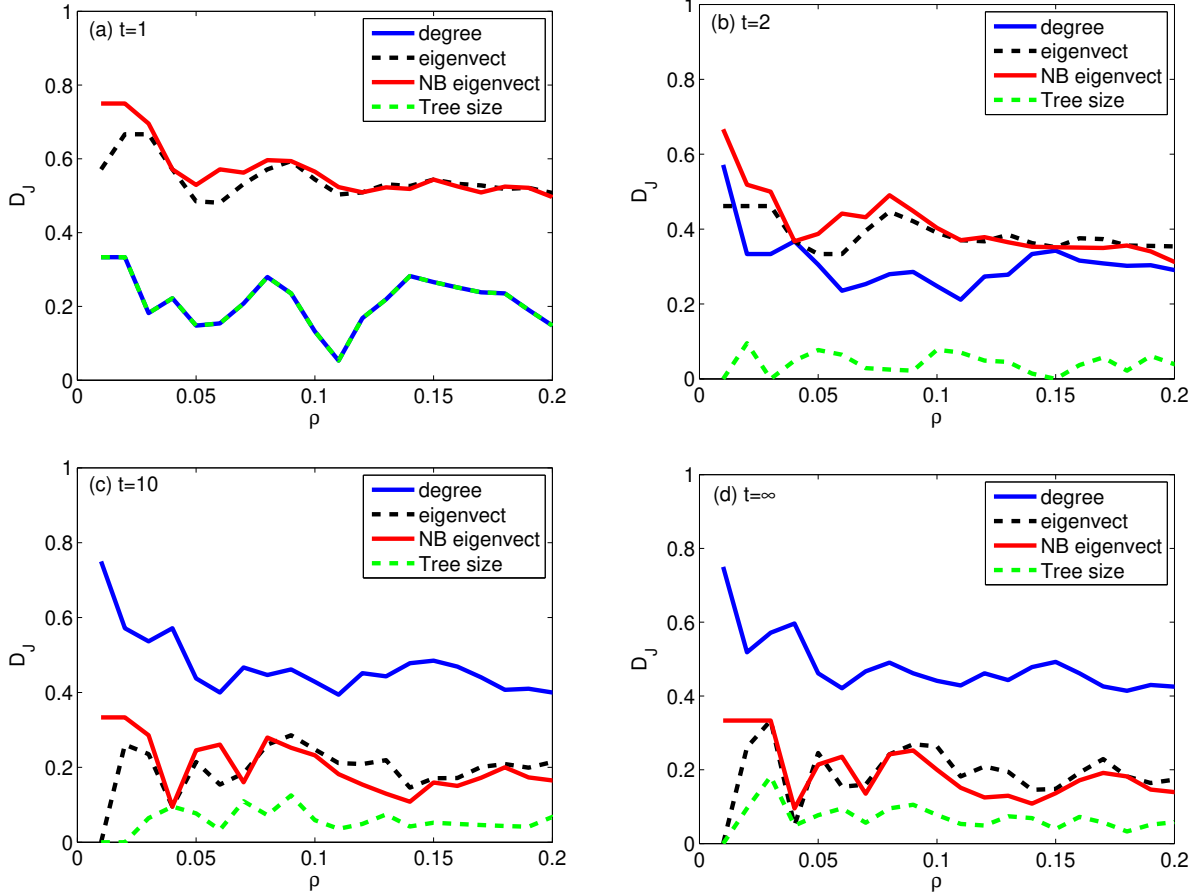 (a) t=1
degree
eigenvect
NB eigenvect
Tree size
1
0.8
0.6
0.4
0.2
0
D_J
0 0.05 0.1 0.15 0.2
ρ
(b) t=2
degree
eigenvect
NB eigenvect
Tree size
1
0.8
0.6
0.4
0.2
0
D_J
0 0.05 0.1 0.15 0.2
ρ
(c) t=10
degree
eigenvect
NB eigenvect
Tree size
1
0.8
0.6
0.4
0.2
0
D_J
0 0.05 0.1 0.15 0.2
ρ
(d) t=∞
degree
eigenvect
NB eigenvect
Tree size
1
0.8
0.6
0.4
0.2
0
D_J
0 0.05 0.1 0.15 0.2
ρ